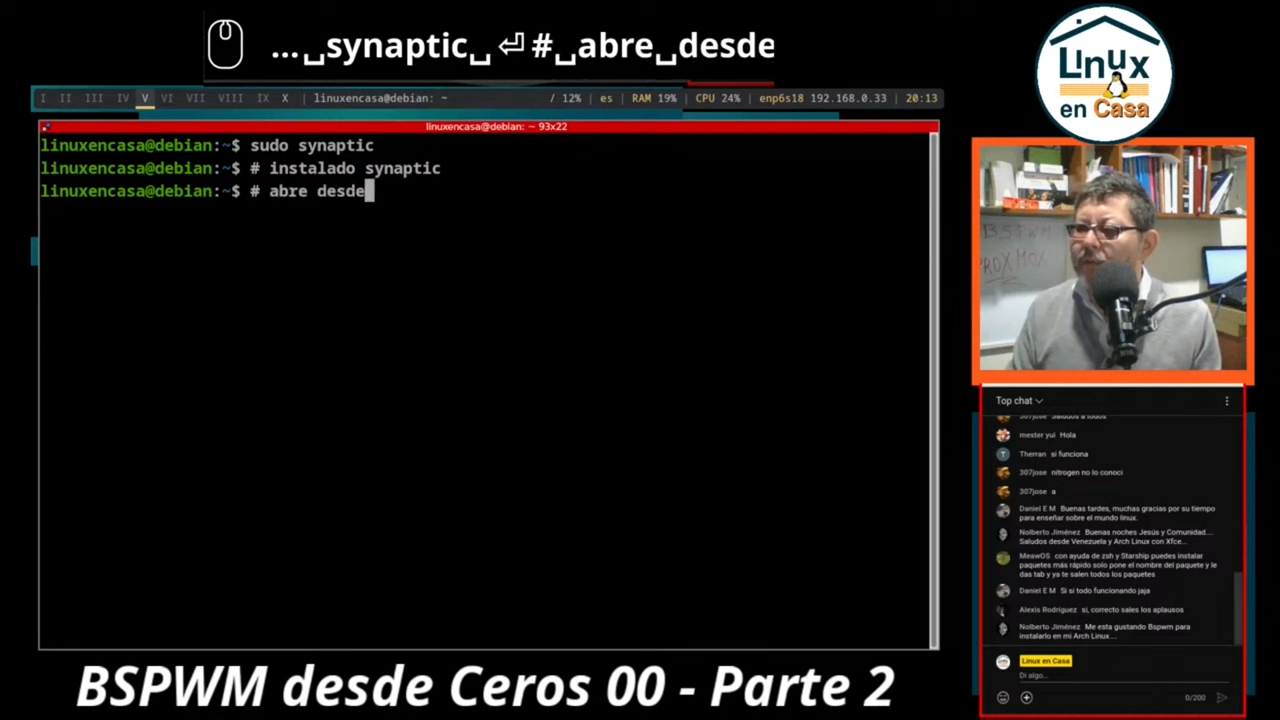 ...␣synaptic␣⏎#␣abre␣desde
Linux
en Casa
I II III IV V VI VII VIII IX X | linuxencasa@debian: ~ / 12% | es | RAM 19% | CPU 24% | enp6s18 192.168.0.33 | 20:13
linuxencasa@debian: ~ 93x22
linuxencasa@debian:~$ sudo synaptic
linuxencasa@debian:~$ # instalado synaptic
linuxencasa@debian:~$ # abre desde
BSPWM
PROXMOX
Top chat
307jose Saludos a todos
mester yui Hola
T Therran si funciona
307jose nitrogen no lo conoci
307jose a
Daniel E M Buenas tardes, muchas gracias por su tiempo
para enseñar sobre el mundo linux.
Nolberto Jiménez Buenas noches Jesús y Comunidad....
Saludos desde Venezuela y Arch Linux con Xfce...
MeawOS con ayuda de zsh y Starship puedes instalar
paquetes más rápido solo pone el nombre del paquete y le
das tab y ya te salen todos los paquetes
Daniel E M Si si todo funcionando jaja
Alexis Rodriguez si, correcto sales los aplausos
Nolberto Jiménez Me esta gustando Bspwm para
instalarlo en mi Arch Linux....
Linux en Casa
Di algo...
0/200
BSPWM desde Ceros 00 - Parte 2